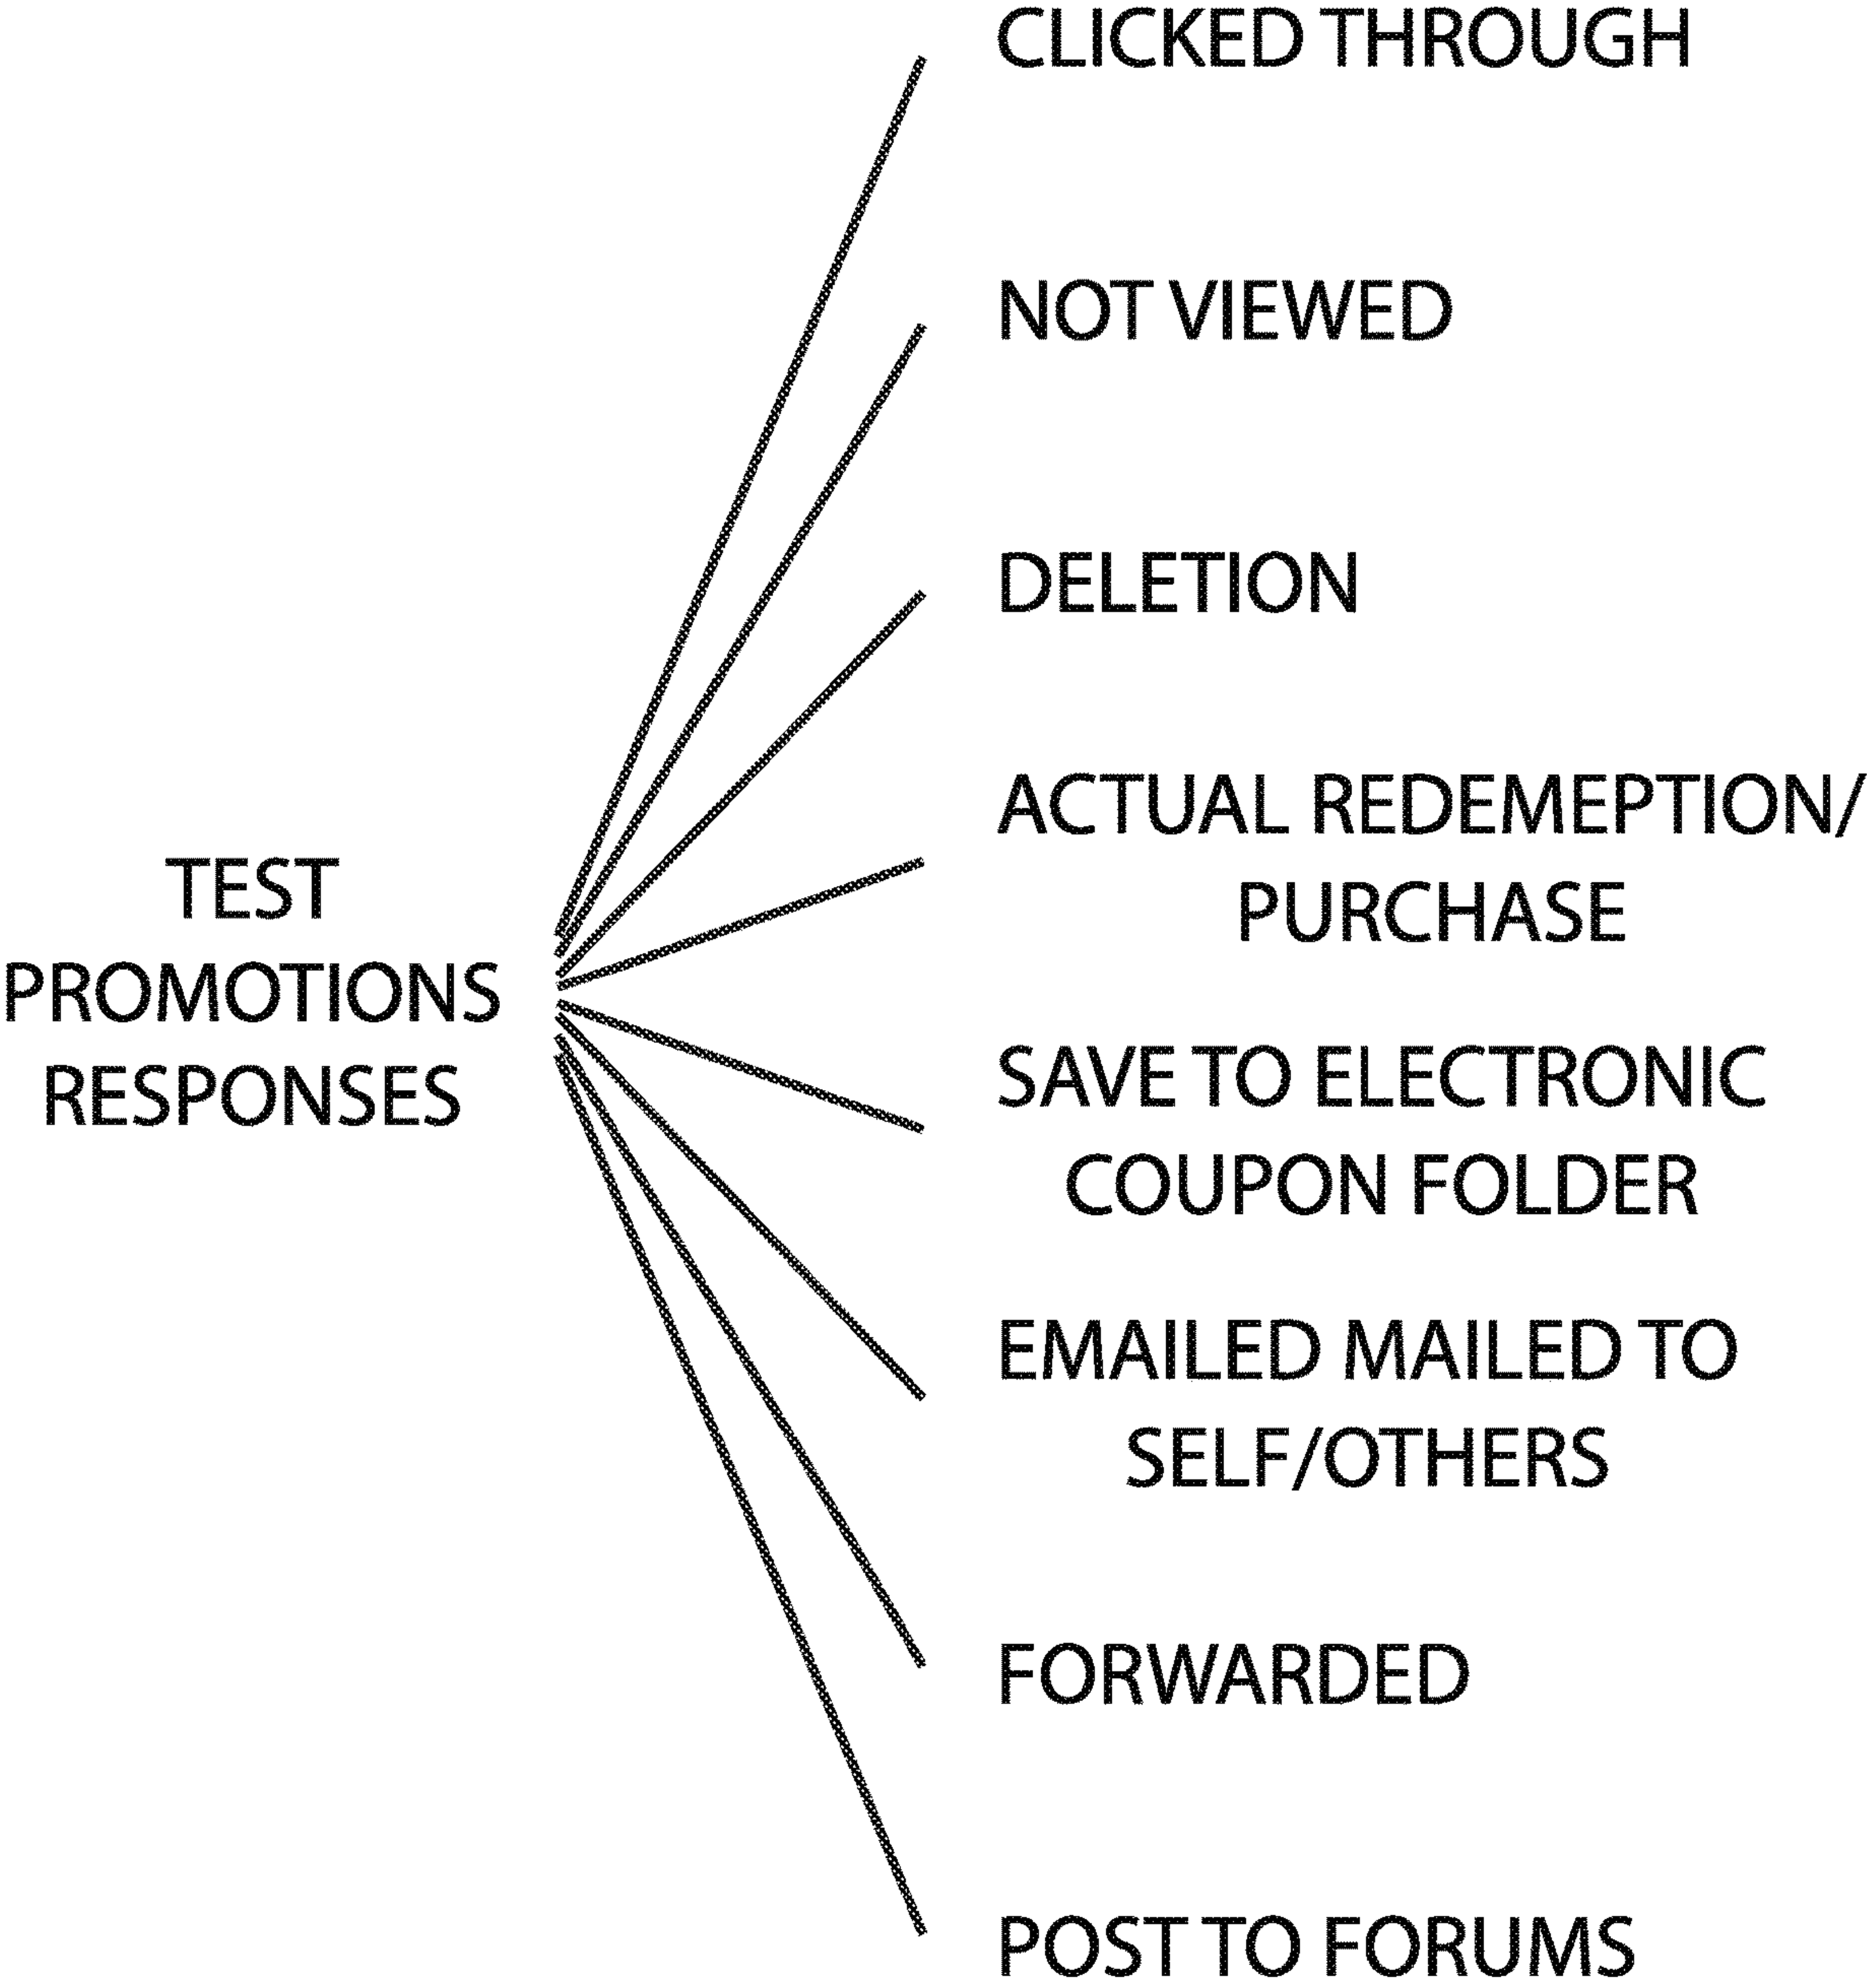 CLICKED THROUGH
NOT VIEWED
DELETION
ACTUAL REDEMEPTION/
PURCHASE
TEST
PROMOTIONS
RESPONSES
SAVE TO ELECTRONIC
COUPON FOLDER
EMAILED MAILED TO
SELF/OTHERS
FORWARDED
POST TO FORUMS